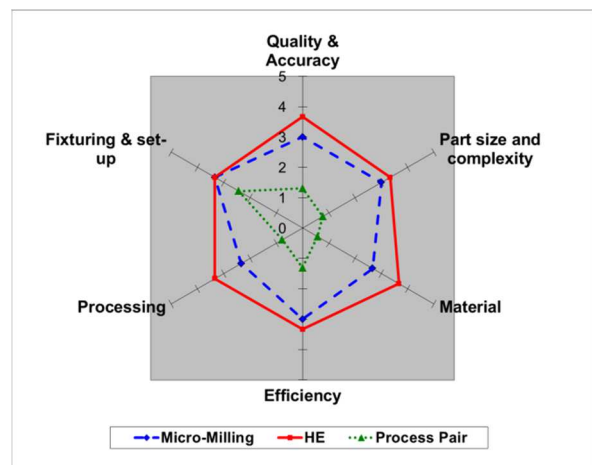 Quality &
Accuracy
5
4
3
2
1
0
Fixturing & set-
up
Part size and
complexity
Processing
Material
Efficiency
Micro-Milling HE Process Pair